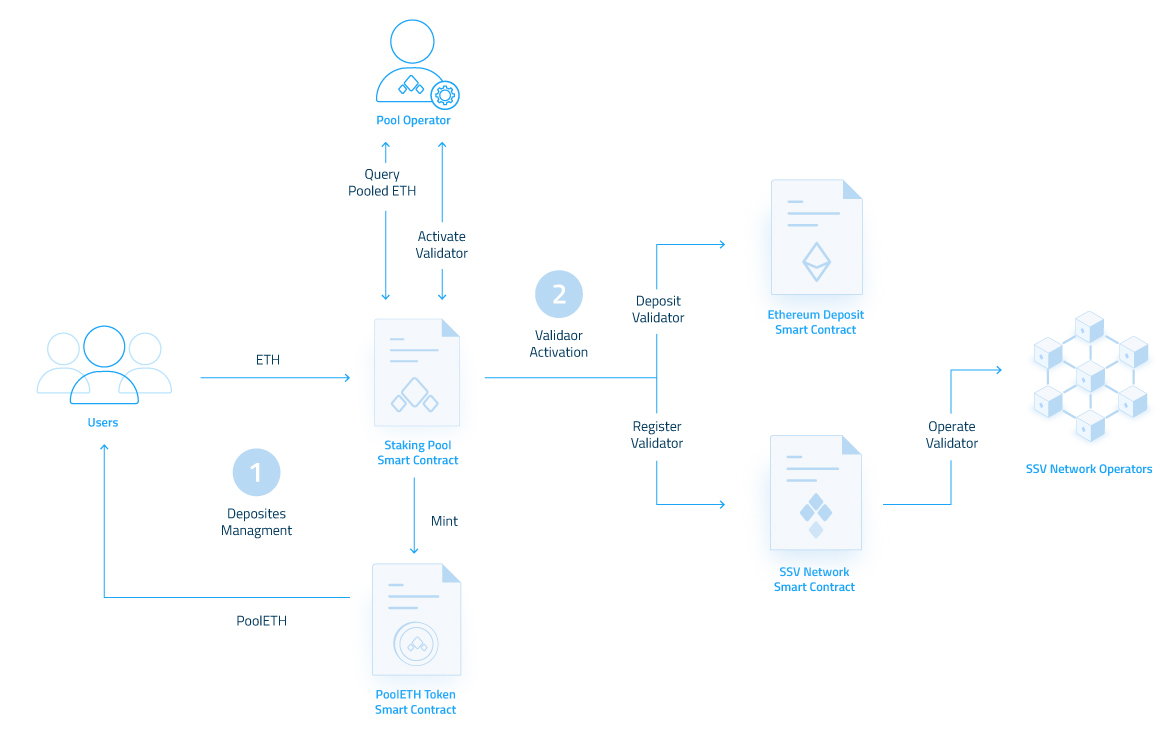 Pool Operator
Query
Pooled ETH
Activate
Validator
2
Validaor
Activation
Deposit
Validator
Ethereum Deposit
Smart Contract
ETH
Users
Staking Pool
Smart Contract
Register
Validator
Operate
Validator
SSV Network Operators
1
Deposites
Managment
Mint
SSV Network
Smart Contract
PoolETH
PoolETH Token
Smart Contract